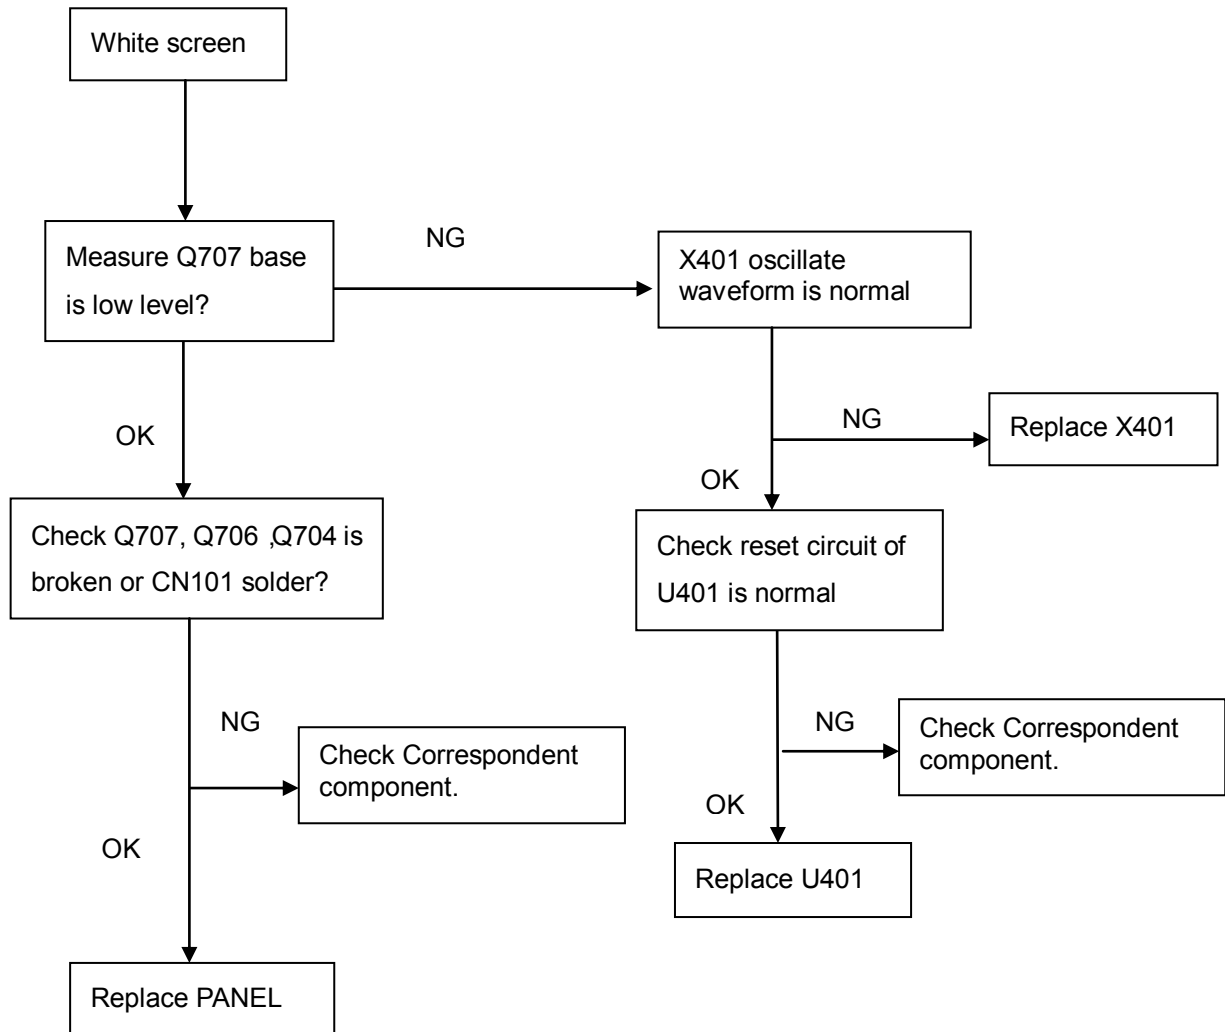 White screen
Measure Q707 base
is low level?
NG
X401 oscillate
waveform is normal
NG
Replace X401
OK
OK
Check Q707, Q706 ,Q704 is
broken or CN101 solder?
Check reset circuit of
U401 is normal
NG
Check Correspondent
component.
NG
Check Correspondent
component.
OK
OK
Replace U401
Replace PANEL